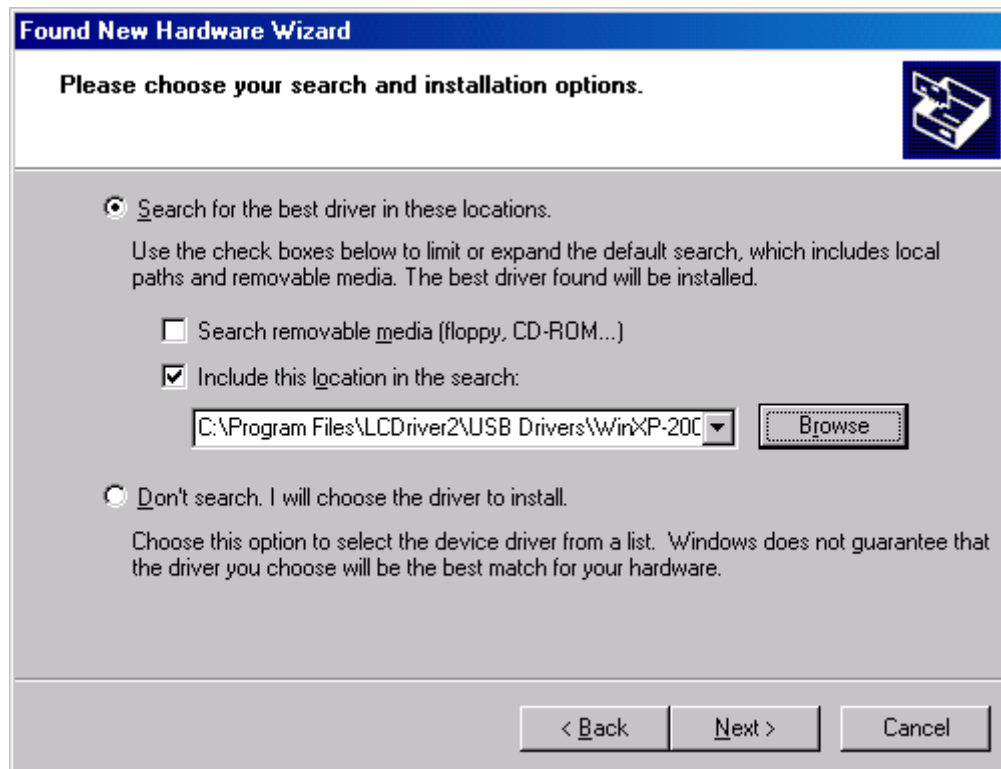 Found New Hardware Wizard
Please choose your search and installation options.
Search for the best driver in these locations.
Use the check boxes below to limit or expand the default search, which includes local
paths and removable media. The best driver found will be installed.
Search removable media (floppy, CD-ROM...)
Include this location in the search:
C:\Program Files\LCDriver2\USB Drivers\WinXP-200 Browse
Don't search. I will choose the driver to install.
Choose this option to select the device driver from a list. Windows does not guarantee that
the driver you choose will be the best match for your hardware.
< Back Next > Cancel